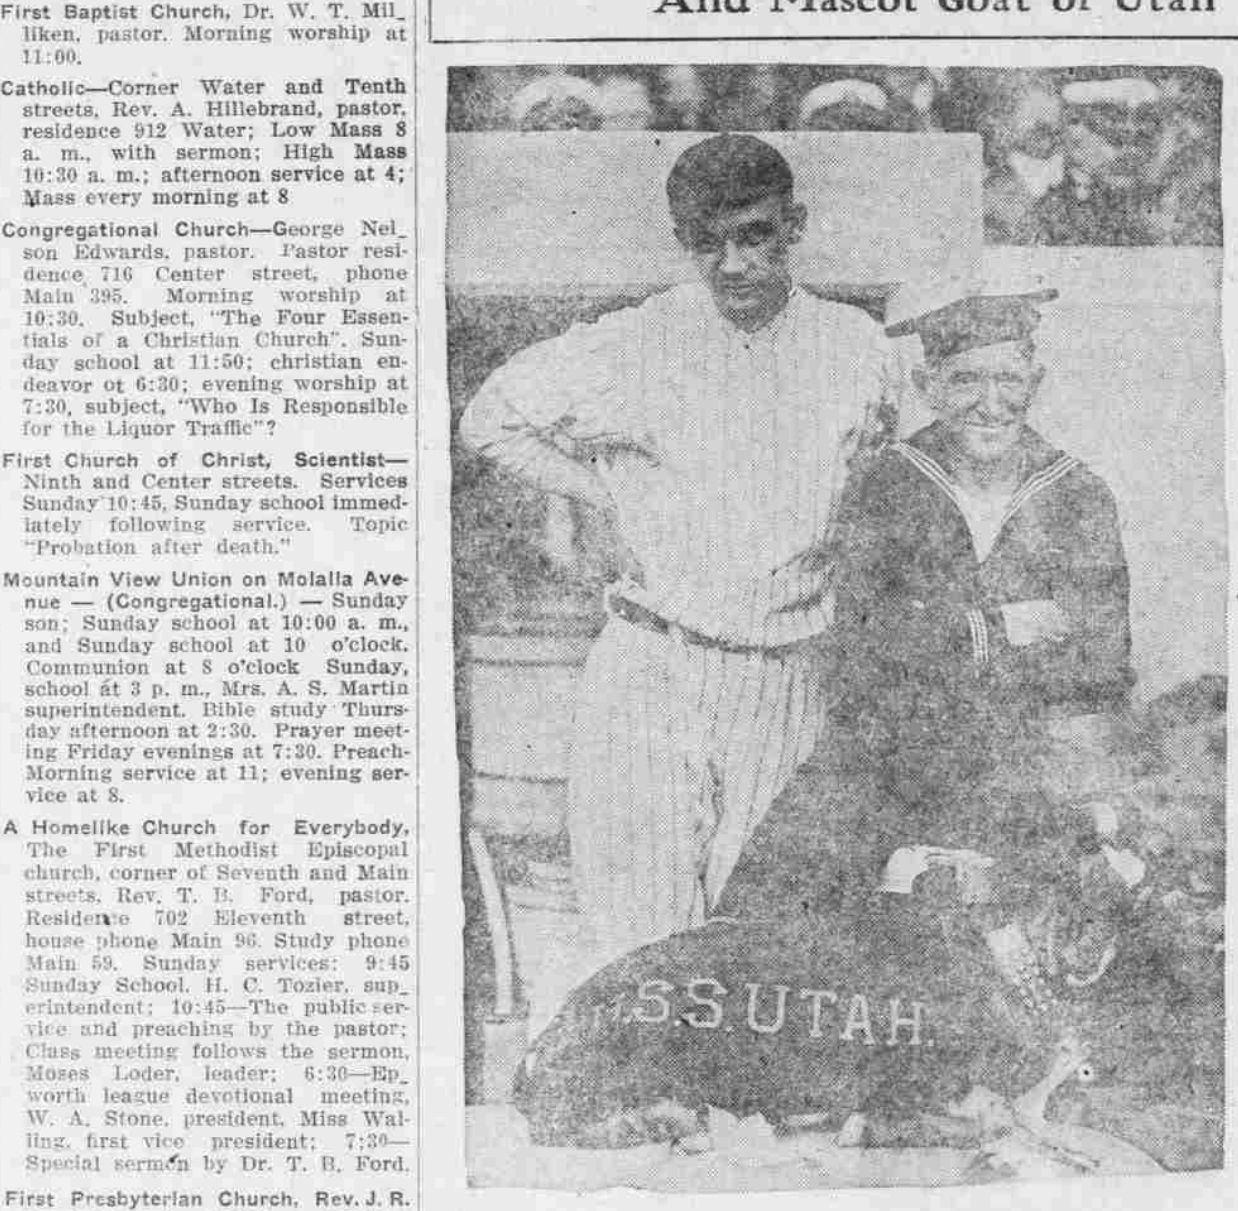 First Baptist Church, Dr. W. T. Mil_
liken, pastor. Morning worship at
11:00.
Catholic—Corner Water and Tenth
streets, Rev. A. Hillebrand, pastor,
residence 912 Water; Low Mass 8
a. m., with sermon; High Mass
10:30 a. m.; afternoon service at 4;
Mass every morning at 8
Congregational Church—George Nel_
son Edwards, pastor. Pastor resi-
dence 716 Center street, phone
Main 395. Morning worship at
10:30. Subject, "The Four Essen-
tials of a Christian Church". Sun-
day school at 11:50; christian en-
deavor ot 6:30; evening worship at
7:30, subject, "Who Is Responsible
for the Liquor Traffic"?
First Church of Christ, Scientist—
Ninth and Center streets. Services
Sunday 10:45, Sunday school immed-
iately following service. Topic
"Probation after death."
Mountain View Union on Molalla Ave-
nue — (Congregational.) — Sunday
son; Sunday school at 10:00 a. m.,
and Sunday school at 10 o'clock.
Communion at 8 o'clock Sunday,
school at 3 p. m., Mrs. A. S. Martin
superintendent. Bible study Thurs-
day afternoon at 2:30. Prayer meet-
ing Friday evenings at 7:30. Preach-
Morning service at 11; evening ser-
vice at 8.
A Homelike Church for Everybody,
The First Methodist Episcopal
church, corner of Seventh and Main
streets, Rev. T. B. Ford, pastor.
Residence 702 Eleventh street,
house phone Main 96. Study phone
Main 59. Sunday services: 9:45
Sunday School, H. C. Tozier, sup_
erintendent; 10:45—The public ser-
vice and preaching by the pastor;
Class meeting follows the sermon,
Moses Loder, leader; 6:30—Ep_
worth league devotional meeting,
W. A. Stone, president, Miss Wal-
ling, first vice president; 7:30—
Special sermon by Dr. T. B. Ford.
First Presbyterian Church, Rev. J. R.
And Mascot Goat of Utah
S.S. UTAH.